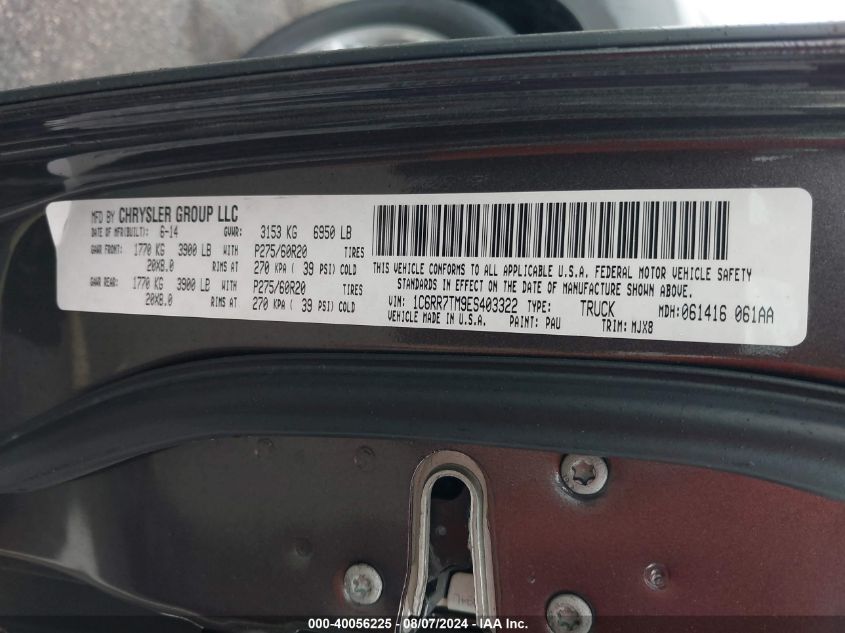 MFD BY CHRYSLER GROUP LLC
DATE OF MFR(BUILT): 6-14 GVWR: 3153 KG 6950 LB
GAWR FRONT: 1770 KG 3900 LB WITH P275/60R20 TIRES
20X8.0 RIMS AT 270 KPA ( 39 PSI) COLD
GAWR REAR: 1770 KG 3900 LB WITH P275/60R20 TIRES
20X8.0 RIMS AT 270 KPA ( 39 PSI) COLD
THIS VEHICLE CONFORMS TO ALL APPLICABLE U.S.A. FEDERAL MOTOR VEHICLE SAFETY
STANDARDS IN EFFECT ON THE DATE OF MANUFACTURE SHOWN ABOVE.
VIN: 1C6RR7TM9ES403322 TYPE: TRUCK MDH:061416 061AA
VEHICLE MADE IN U.S.A. PAINT: PAU TRIM: MJX8
000-40056225 - 08/07/2024 - IAA Inc.